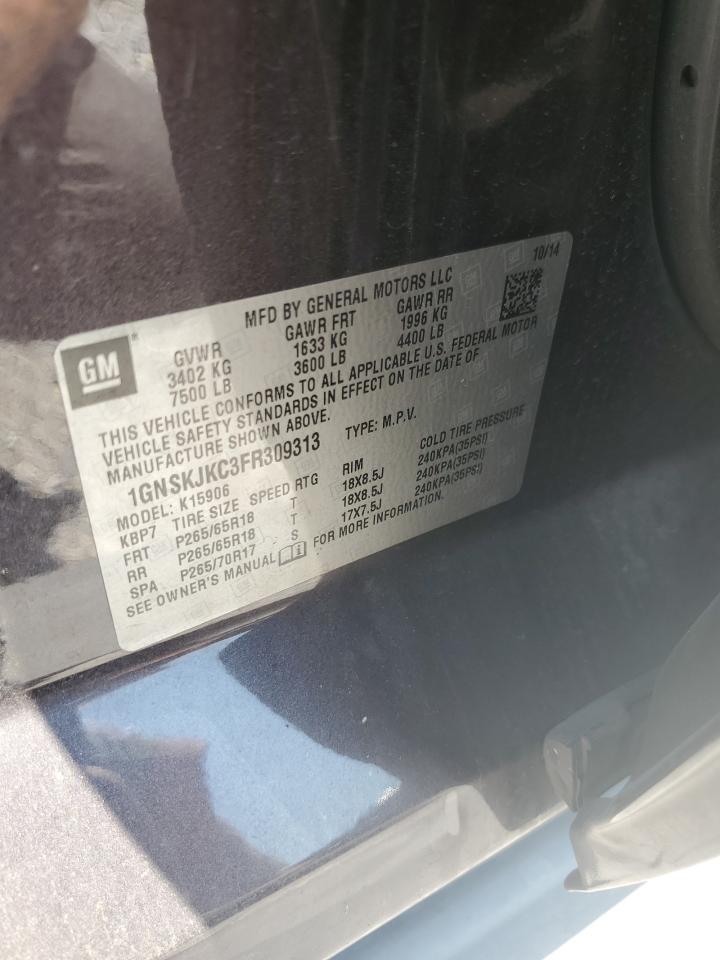 10/14
MFD BY GENERAL MOTORS LLC
GM
GVWR GAWR FRT GAWR RR
3402 KG 1633 KG 1996 KG
7500 LB 3600 LB 4400 LB
THIS VEHICLE CONFORMS TO ALL APPLICABLE U.S. FEDERAL MOTOR
VEHICLE SAFETY STANDARDS IN EFFECT ON THE DATE OF
MANUFACTURE SHOWN ABOVE.
1GNSKJKC3FR309313 TYPE: M.P.V.
MODEL: K15906
KBP7 TIRE SIZE SPEED RTG RIM COLD TIRE PRESSURE
FRT P265/65R18 T 18X8.5J 240KPA(35PSI)
RR P265/65R18 T 18X8.5J 240KPA(35PSI)
SPA P265/70R17 S 17X7.5J 240KPA(35PSI)
SEE OWNER'S MANUAL FOR MORE INFORMATION.